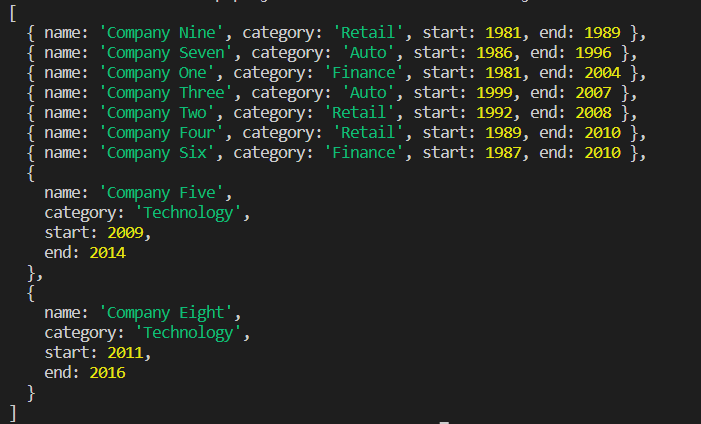 [
  { name: 'Company Nine', category: 'Retail', start: 1981, end: 1989 },
  { name: 'Company Seven', category: 'Auto', start: 1986, end: 1996 },
  { name: 'Company One', category: 'Finance', start: 1981, end: 2004 },
  { name: 'Company Three', category: 'Auto', start: 1999, end: 2007 },
  { name: 'Company Two', category: 'Retail', start: 1992, end: 2008 },
  { name: 'Company Four', category: 'Retail', start: 1989, end: 2010 },
  { name: 'Company Six', category: 'Finance', start: 1987, end: 2010 },
  {
    name: 'Company Five',
    category: 'Technology',
    start: 2009,
    end: 2014
  },
  {
    name: 'Company Eight',
    category: 'Technology',
    start: 2011,
    end: 2016
  }
]